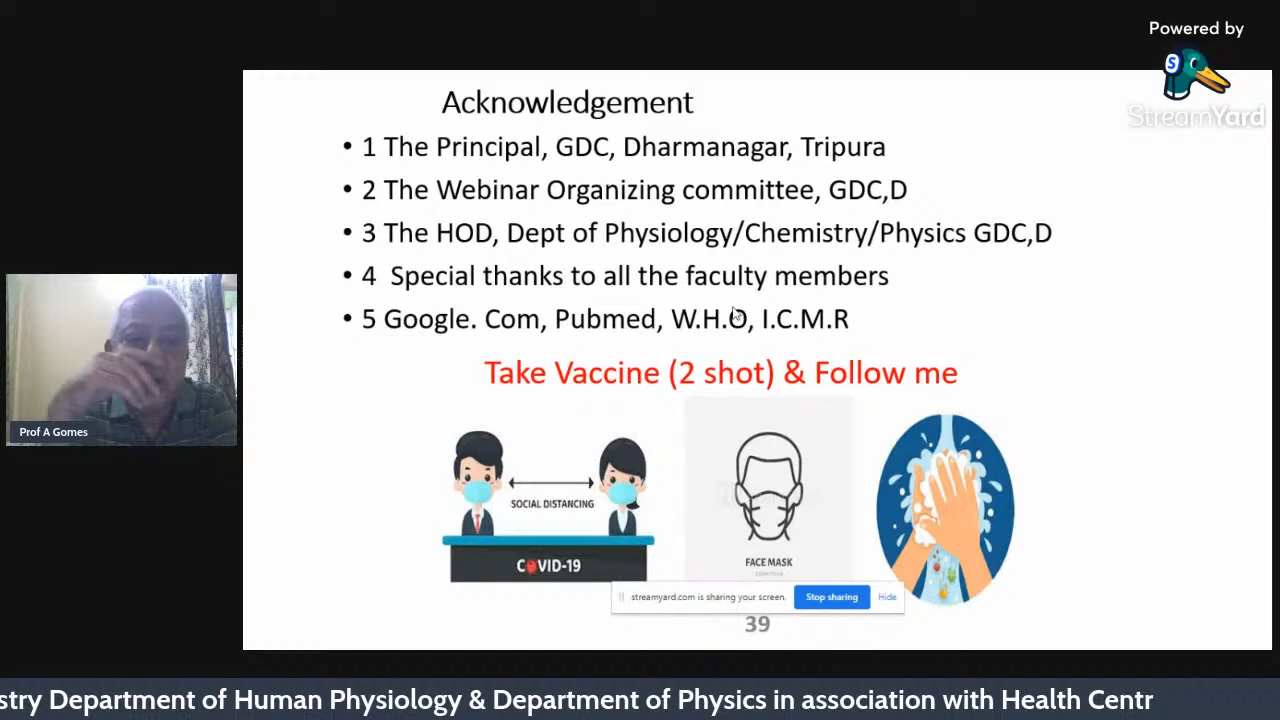 Powered by
StreamYard
Acknowledgement
• 1 The Principal, GDC, Dharmanagar, Tripura
• 2 The Webinar Organizing committee, GDC,D
• 3 The HOD, Dept of Physiology/Chemistry/Physics GDC,D
• 4 Special thanks to all the faculty members
• 5 Google. Com, Pubmed, W.H.O, I.C.M.R
Take Vaccine (2 shot) & Follow me
Prof A Gomes
SOCIAL DISTANCING
COVID-19
FACE MASK
streamyard.com is sharing your screen.
Stop sharing
Hide
39
stry Department of Human Physiology & Department of Physics in association with Health Centr